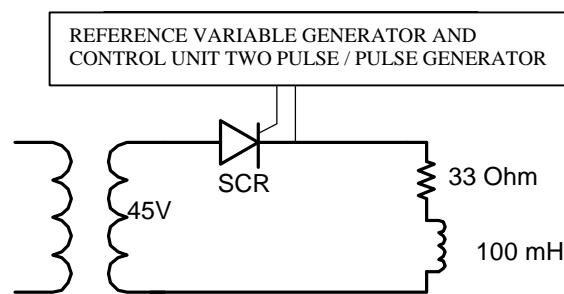 REFERENCE VARIABLE GENERATOR AND
CONTROL UNIT TWO PULSE / PULSE GENERATOR
SCR
45V
33 Ohm
100 mH